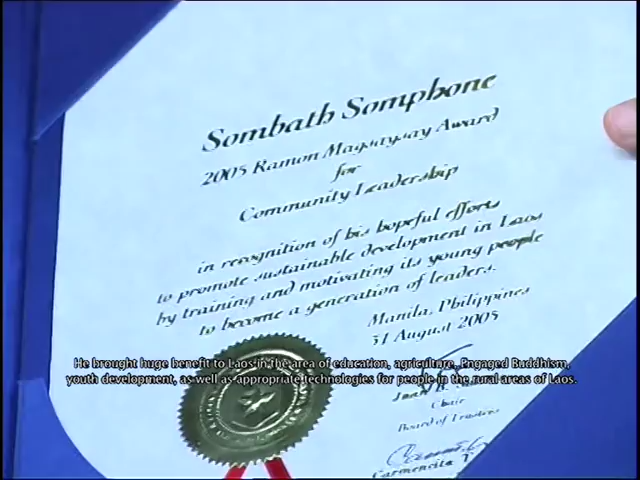 Sombath Somphone
2005 Ramon Magsaysay Award
for
Community Leadership
in recognition of his hopeful efforts
to promote sustainable development in Laos
by training and motivating its young people
to become a generation of leaders.
Manila, Philippines
31 August 2005
He brought huge benefit to Laos in the area of education, agriculture, Engaged Buddhism,
youth development, as well as appropriate technologies for people in the rural areas of Laos.
Chair
Board of Trustees
Carmencita